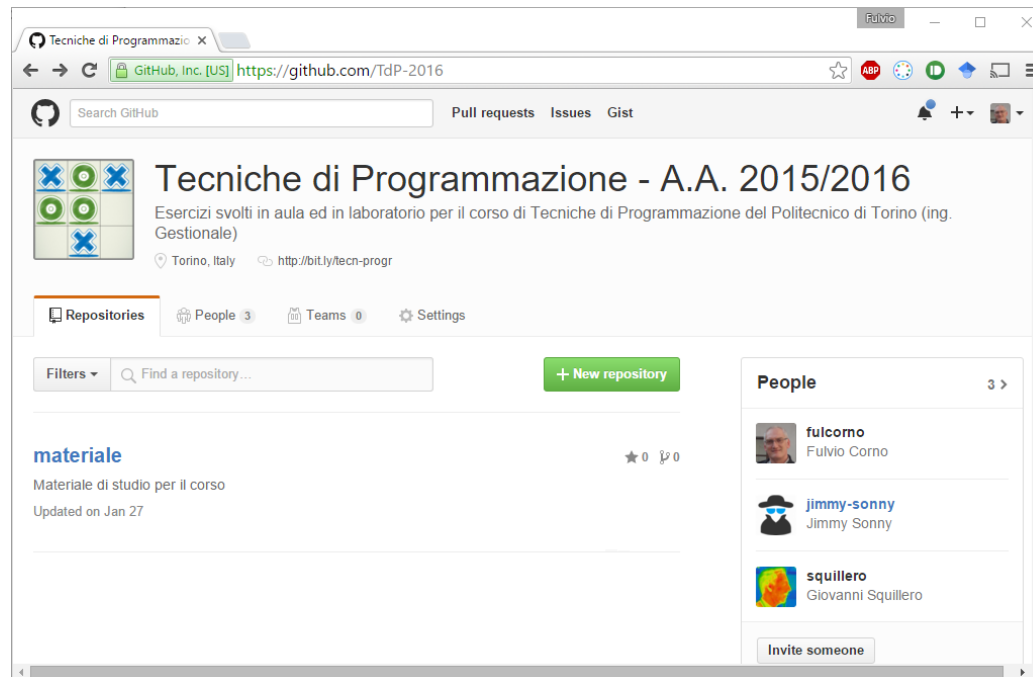 Fulvio
Tecniche di Programmazio
GitHub, Inc. [US] https://github.com/TdP-2016
ABP
Search GitHub
Pull requests Issues Gist
Tecniche di Programmazione - A.A. 2015/2016
Esercizi svolti in aula ed in laboratorio per il corso di Tecniche di Programmazione del Politecnico di Torino (ing.
Gestionale)
Torino, Italy http://bit.ly/tecn-progr
Repositories People 3 Teams 0 Settings
Filters Find a repository...
+ New repository
People 3
materiale
0 0
Materiale di studio per il corso
Updated on Jan 27
fulcorno
Fulvio Corno
jimmy-sonny
Jimmy Sonny
squillero
Giovanni Squillero
Invite someone